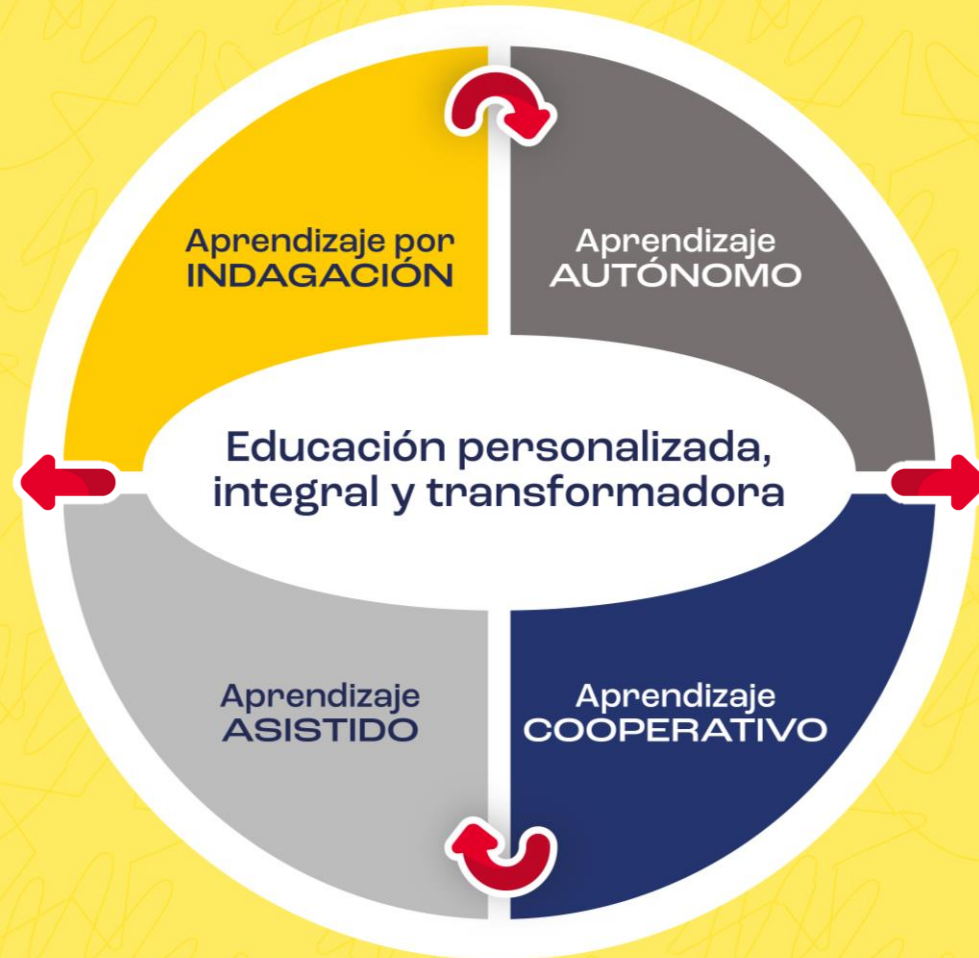 Aprendizaje por
INDAGACIÓN
Aprendizaje
AUTÓNOMO
Educación personalizada,
integral y transformadora
Aprendizaje
ASISTIDO
Aprendizaje
COOPERATIVO